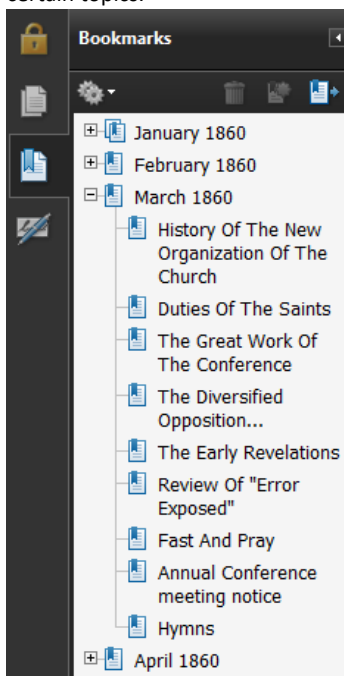 certain topics.
Bookmarks
January 1860
February 1860
March 1860
History Of The New
Organization Of The
Church
Duties Of The Saints
The Great Work Of
The Conference
The Diversified
Opposition...
The Early Revelations
Review Of "Error
Exposed"
Fast And Pray
Annual Conference
meeting notice
Hymns
April 1860